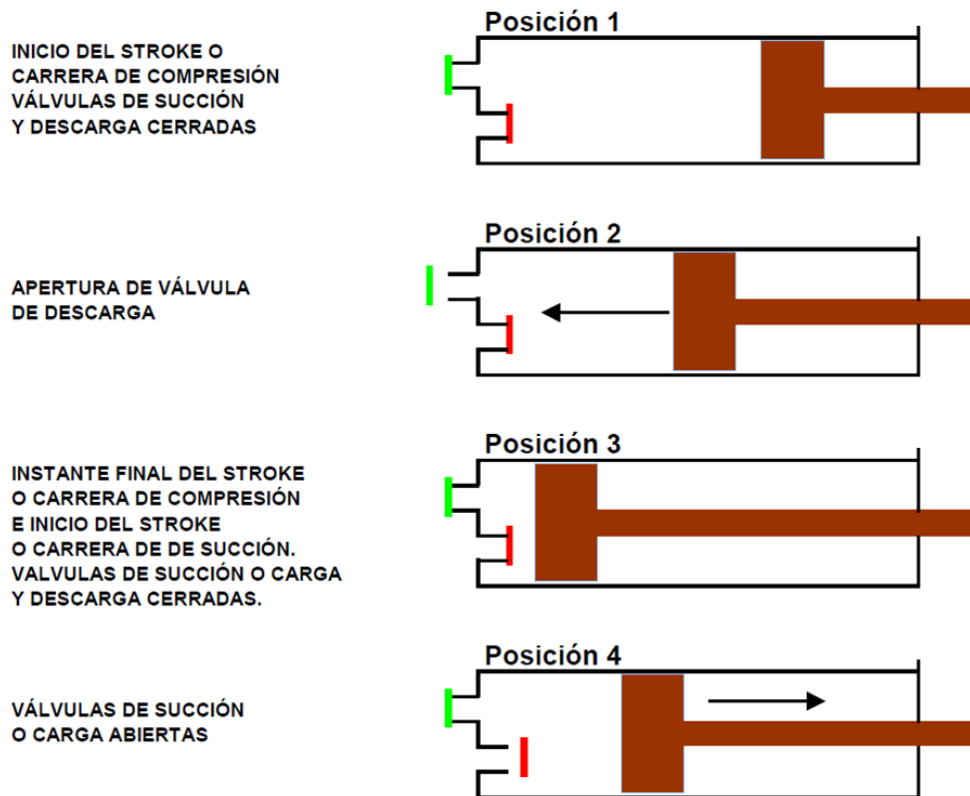 Posición 1
INICIO DEL STROKE O
CARRERA DE COMPRESIÓN
VÁLVULAS DE SUCCIÓN
Y DESCARGA CERRADAS
Posición 2
APERTURA DE VÁLVULA
DE DESCARGA
Posición 3
INSTANTE FINAL DEL STROKE
O CARRERA DE COMPRESIÓN
E INICIO DEL STROKE
O CARRERA DE DE SUCCIÓN.
VALVULAS DE SUCCIÓN O CARGA
Y DESCARGA CERRADAS.
Posición 4
VÁLVULAS DE SUCCIÓN
O CARGA ABIERTAS